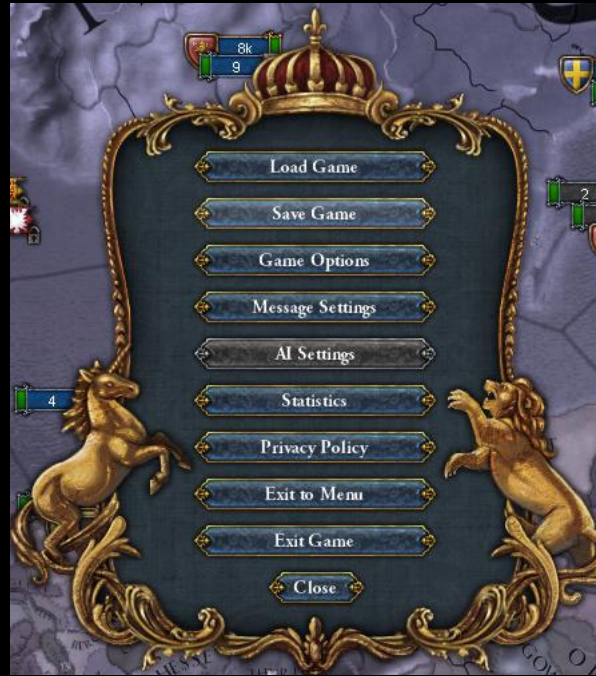 8k
9
2
Load Game
Save Game
Game Options
Message Settings
AI Settings
4
Statistics
Privacy Policy
Exit to Menu
Exit Game
Close